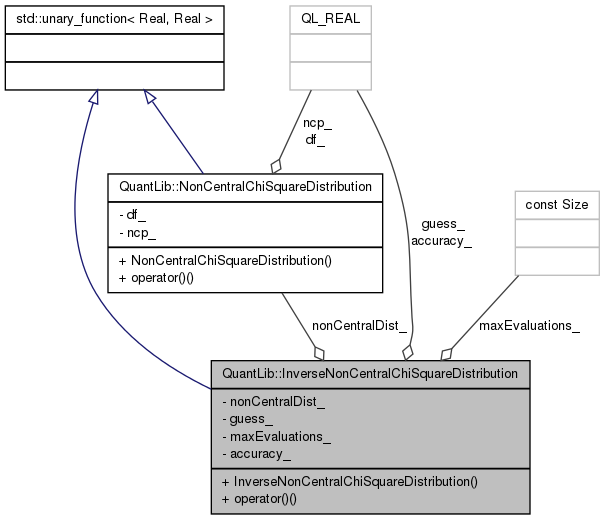 std::unary_function< Real, Real >
QL_REAL
ncp_
df_
QuantLib::NonCentralChiSquareDistribution
- df_
- ncp_
+ NonCentralChiSquareDistribution()
+ operator()()
const Size
guess_
accuracy_
nonCentralDist_
maxEvaluations_
QuantLib::InverseNonCentralChiSquareDistribution
- nonCentralDist_
- guess_
- maxEvaluations_
- accuracy_
+ InverseNonCentralChiSquareDistribution()
+ operator()()